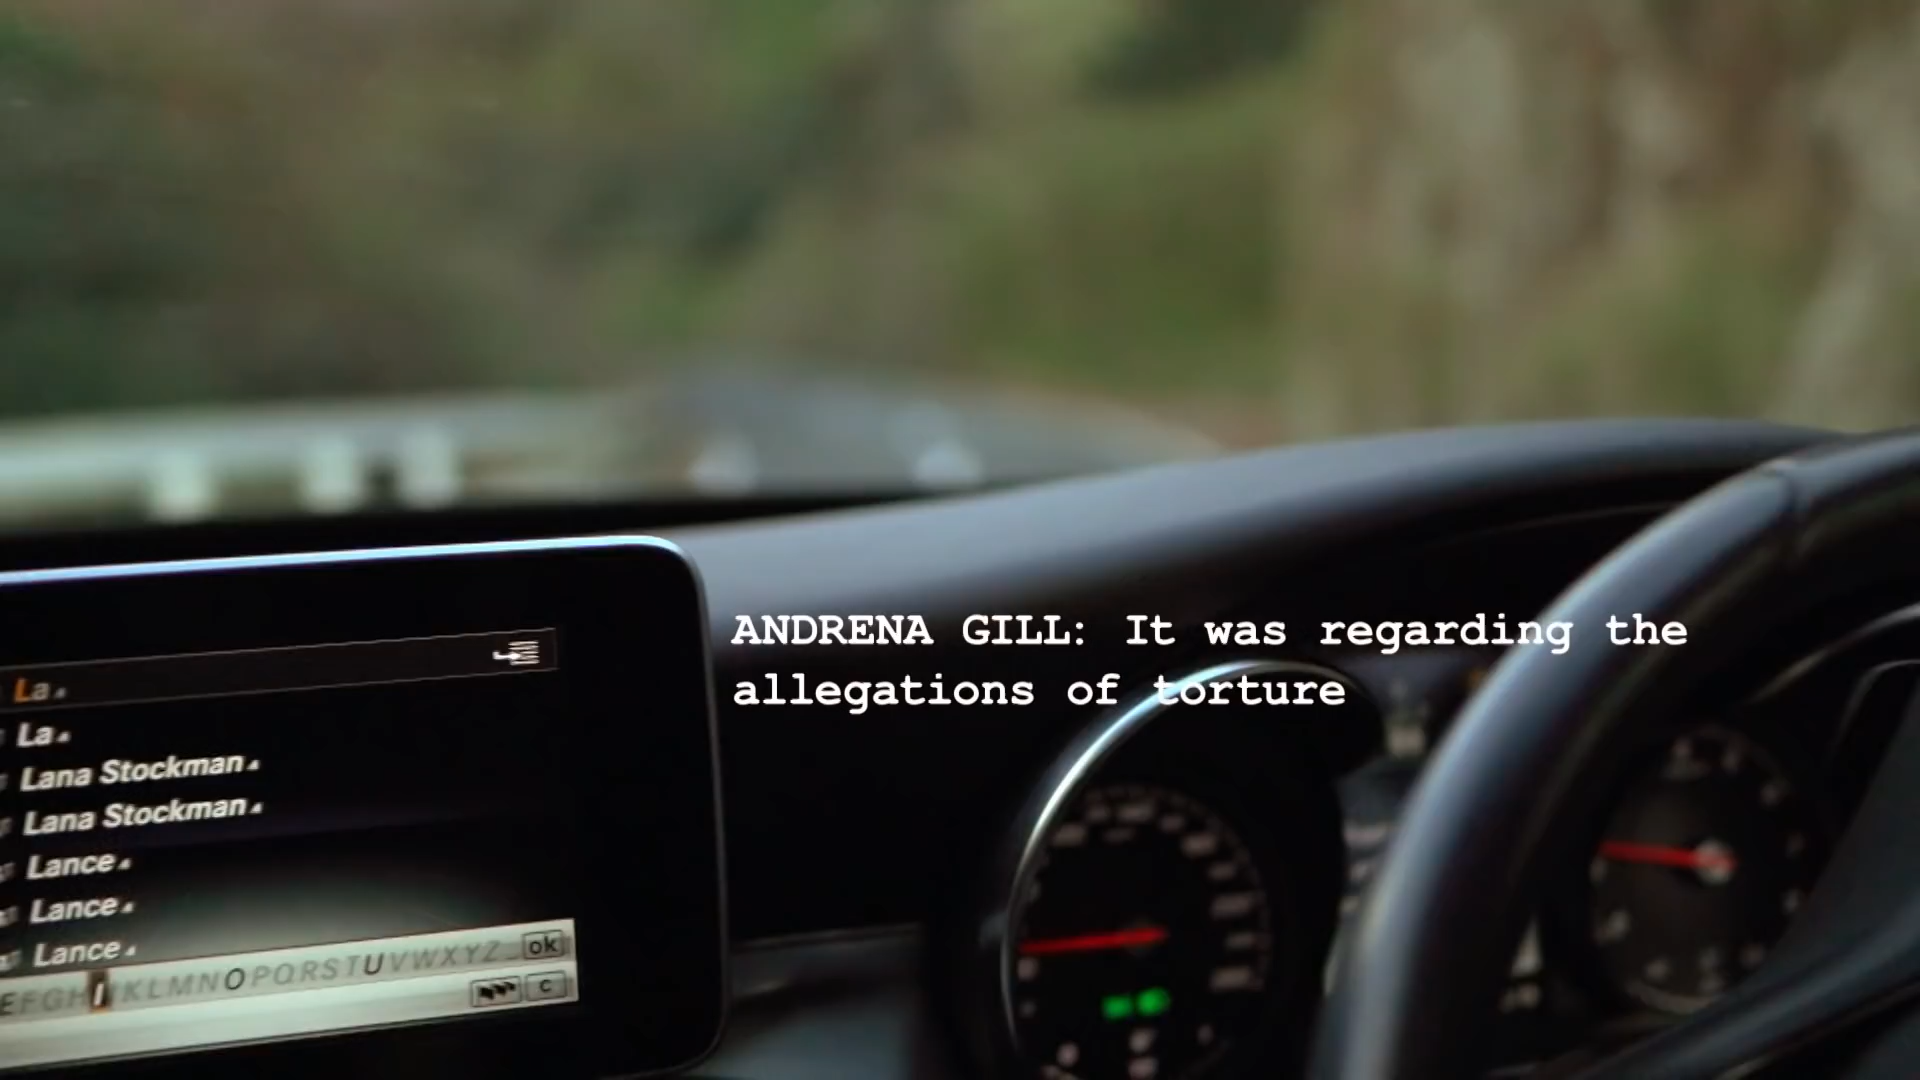 ANDRENA GILL: It was regarding the
allegations of torture
La
La
Lana Stockman
Lana Stockman
Lance
Lance
Lance
EFGHIJKLMNOPQRSTUVWXYZ_ ok
C